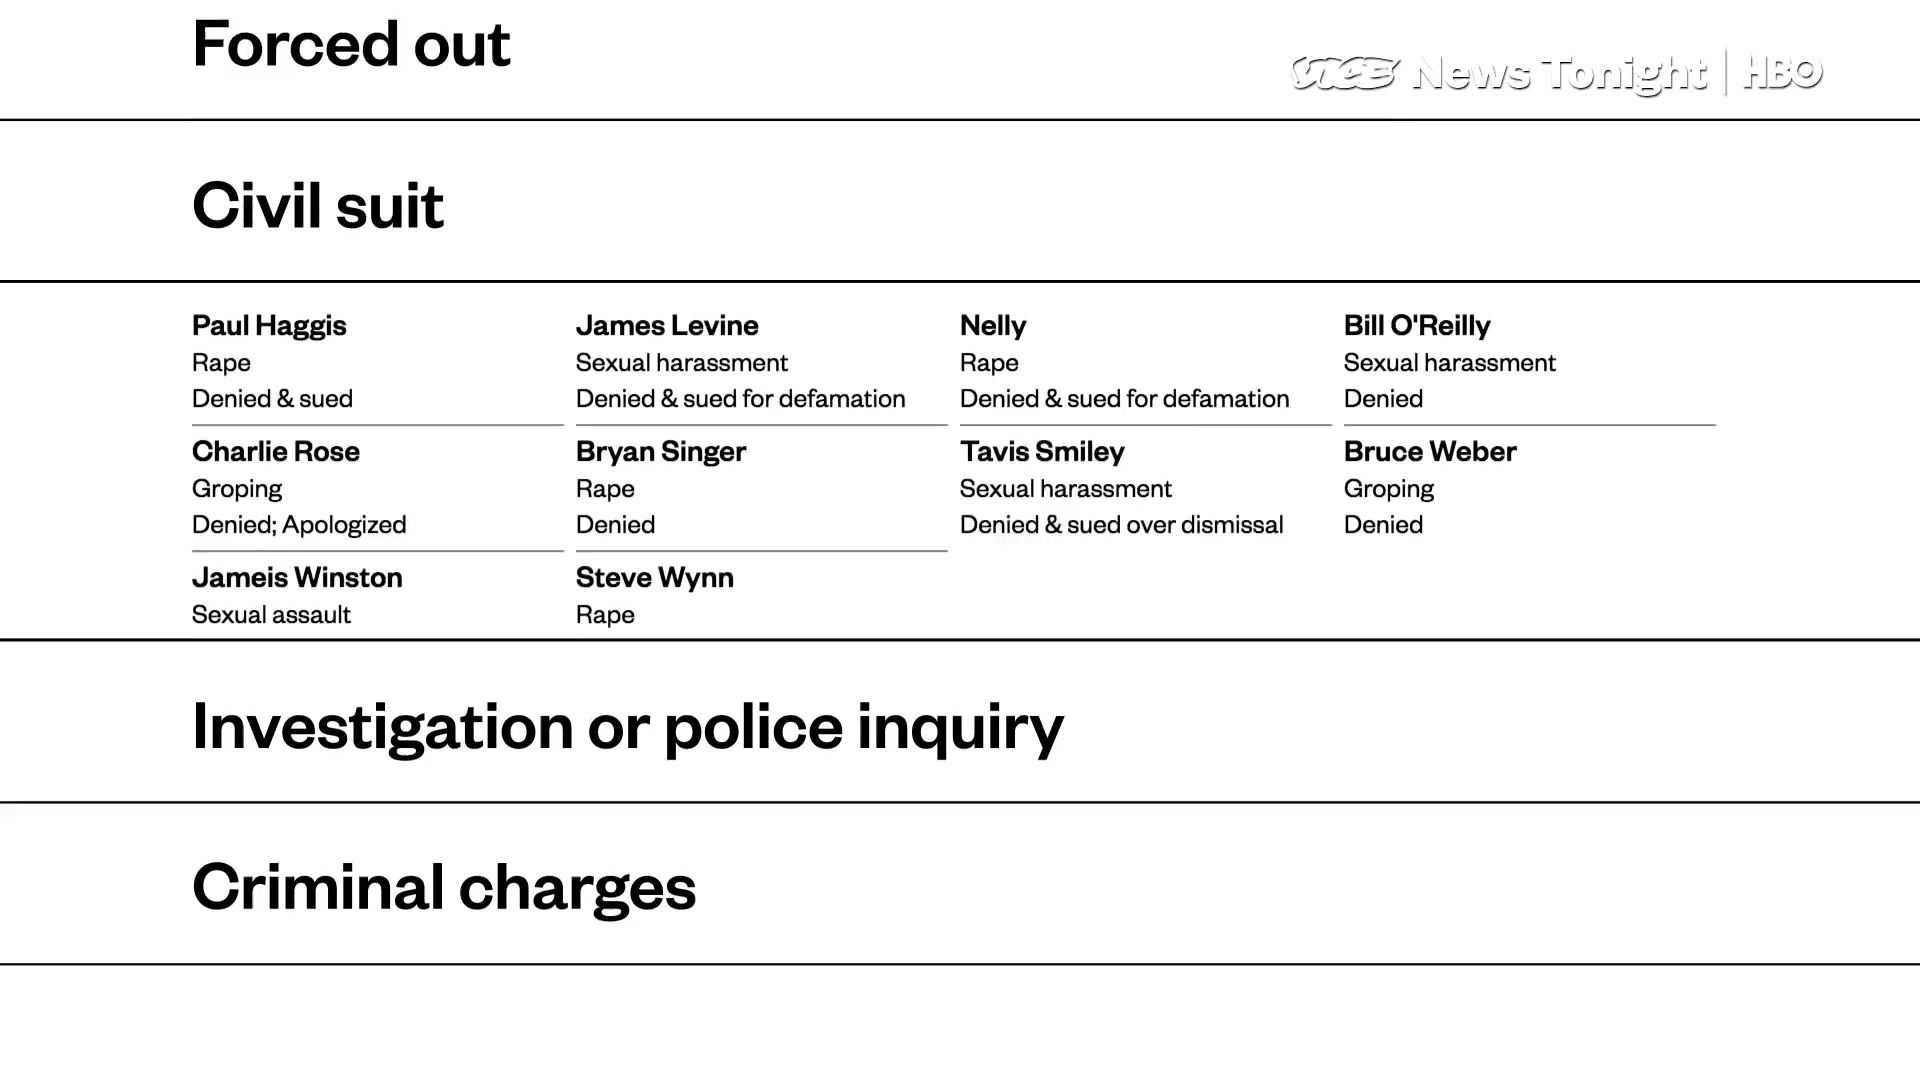 Forced out
VICE News Tonight | HBO
Civil suit
Paul Haggis
Rape
Denied & sued
James Levine
Sexual harassment
Denied & sued for defamation
Nelly
Rape
Denied & sued for defamation
Bill O'Reilly
Sexual harassment
Denied
Charlie Rose
Groping
Denied; Apologized
Bryan Singer
Rape
Denied
Tavis Smiley
Sexual harassment
Denied & sued over dismissal
Bruce Weber
Groping
Denied
Jameis Winston
Sexual assault
Steve Wynn
Rape
Investigation or police inquiry
Criminal charges